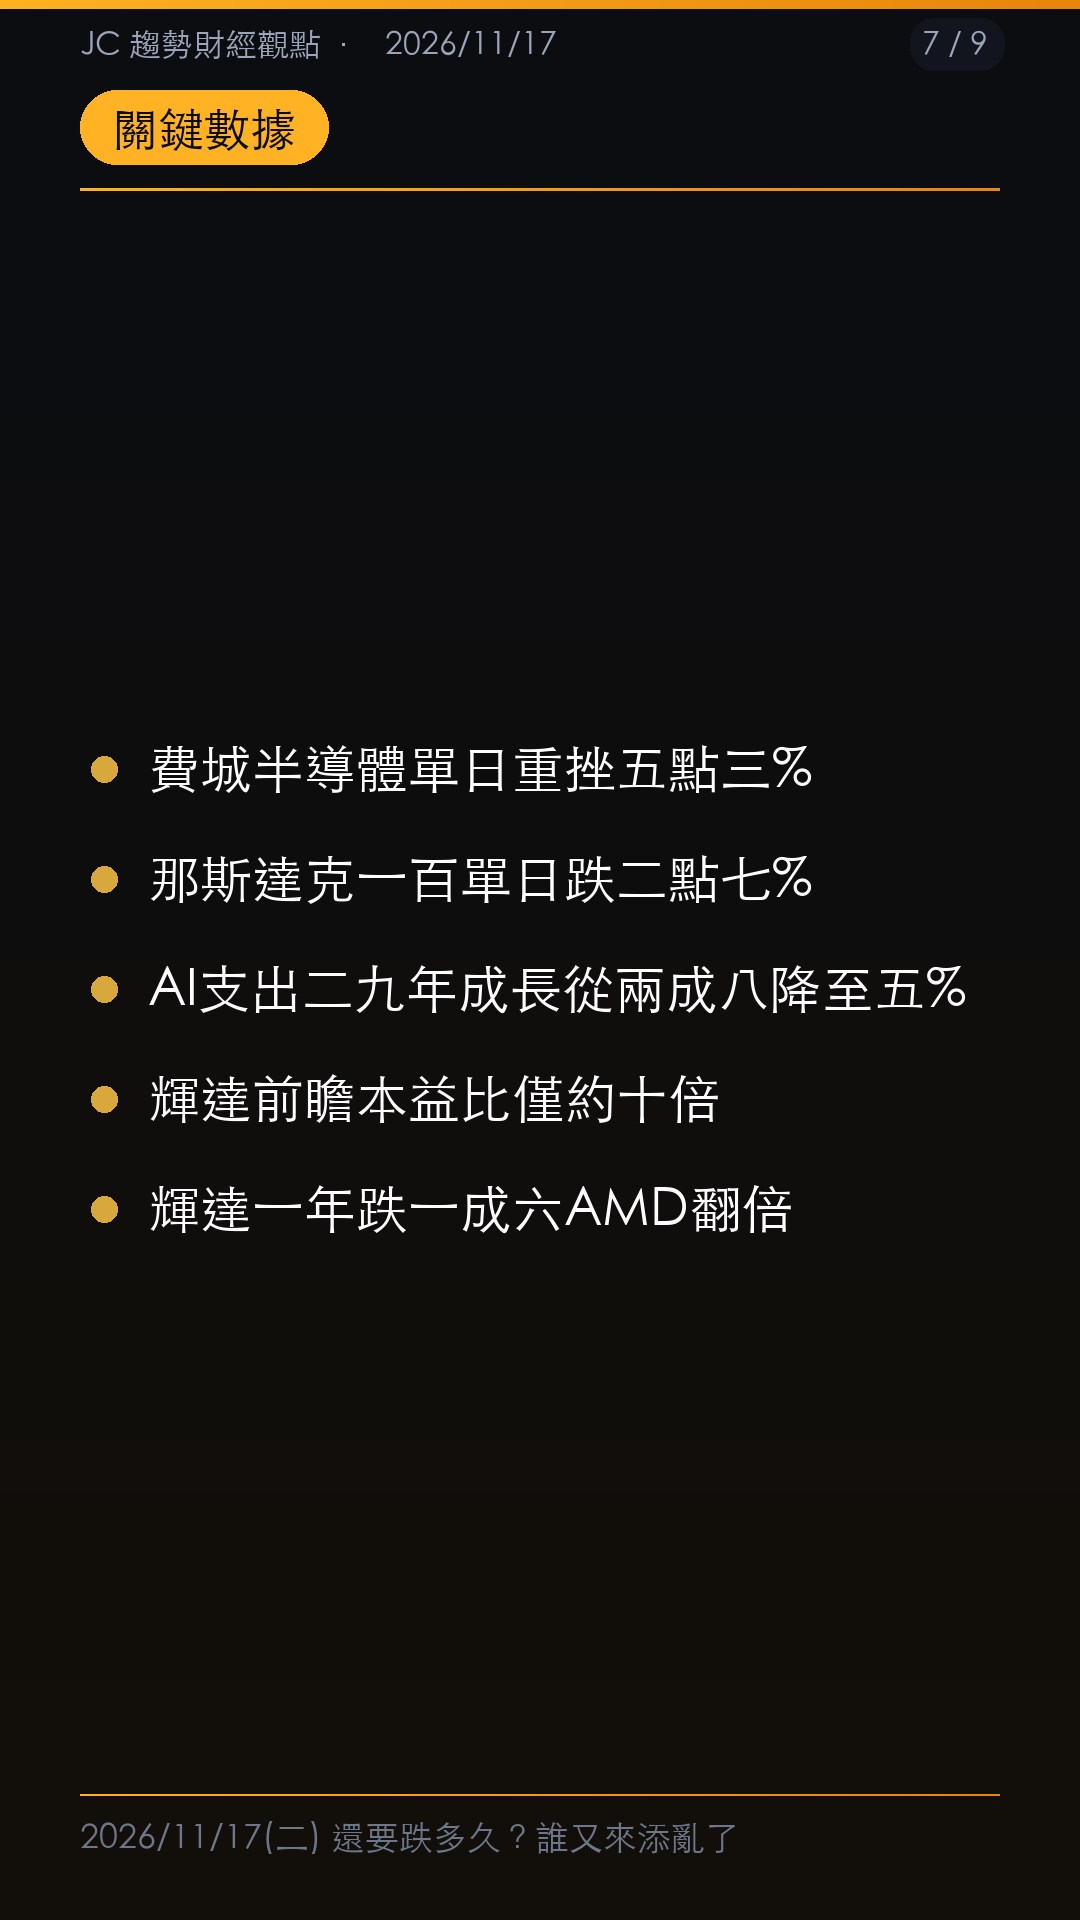 JC 趨勢財經觀點 · 2026/11/17
7 / 9
關鍵數據
費城半導體單日重挫五點三%
那斯達克一百單日跌二點七%
AI支出二九年成長從兩成八降至五%
輝達前瞻本益比僅約十倍
輝達一年跌一成六AMD翻倍
2026/11/17(二) 還要跌多久？誰又來添亂了